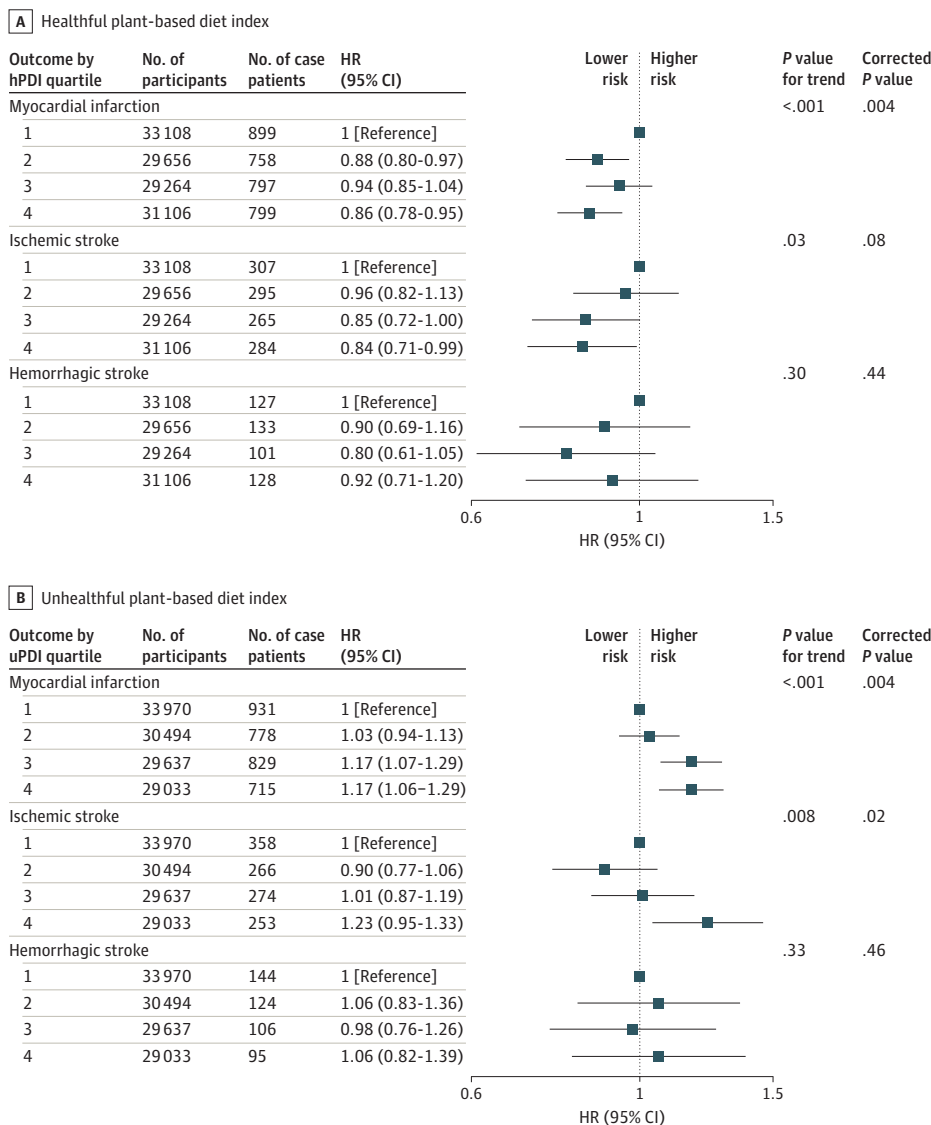 A Healthful plant-based diet index
Outcome by hPDI quartile No. of participants No. of case patients HR (95% CI) Lower risk Higher risk P value for trend Corrected P value
Myocardial infarction <.001 .004
1 33 108 899 1 [Reference]
2 29 656 758 0.88 (0.80-0.97)
3 29 264 797 0.94 (0.85-1.04)
4 31 106 799 0.86 (0.78-0.95)
Ischemic stroke .03 .08
1 33 108 307 1 [Reference]
2 29 656 295 0.96 (0.82-1.13)
3 29 264 265 0.85 (0.72-1.00)
4 31 106 284 0.84 (0.71-0.99)
Hemorrhagic stroke .30 .44
1 33 108 127 1 [Reference]
2 29 656 133 0.90 (0.69-1.16)
3 29 264 101 0.80 (0.61-1.05)
4 31 106 128 0.92 (0.71-1.20)
0.6 1 1.5
HR (95% CI)
B Unhealthful plant-based diet index
Outcome by uPDI quartile No. of participants No. of case patients HR (95% CI) Lower risk Higher risk P value for trend Corrected P value
Myocardial infarction <.001 .004
1 33 970 931 1 [Reference]
2 30 494 778 1.03 (0.94-1.13)
3 29 637 829 1.17 (1.07-1.29)
4 29 033 715 1.17 (1.06−1.29)
Ischemic stroke .008 .02
1 33 970 358 1 [Reference]
2 30 494 266 0.90 (0.77-1.06)
3 29 637 274 1.01 (0.87-1.19)
4 29 033 253 1.23 (0.95-1.33)
Hemorrhagic stroke .33 .46
1 33 970 144 1 [Reference]
2 30 494 124 1.06 (0.83-1.36)
3 29 637 106 0.98 (0.76-1.26)
4 29 033 95 1.06 (0.82-1.39)
0.6 1 1.5
HR (95% CI)